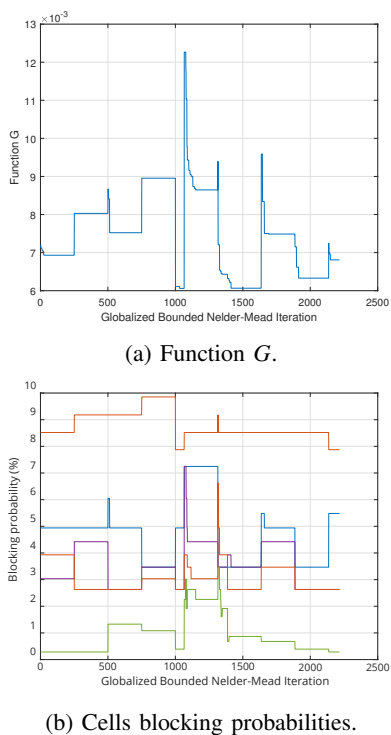 ×10⁻³
13
12
11
10
9
8
7
6
Function G
0 500 1000 1500 2000 2500
Globalized Bounded Nelder-Mead Iteration
(a) Function G.
10
9
8
7
6
5
4
3
2
1
0
Blocking probability (%)
0 500 1000 1500 2000 2500
Globalized Bounded Nelder-Mead Iteration
(b) Cells blocking probabilities.